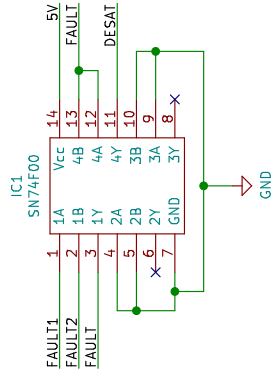 5V
FAULT
DESAT
14
13
12
11
10
9
8
Vcc
4B
4A
4Y
3B
3A
3Y
IC1
SN74F00
1A
1B
1Y
2A
2B
2Y
GND
GND
1
2
3
4
5
6
7
FAULT1
FAULT2
FAULT